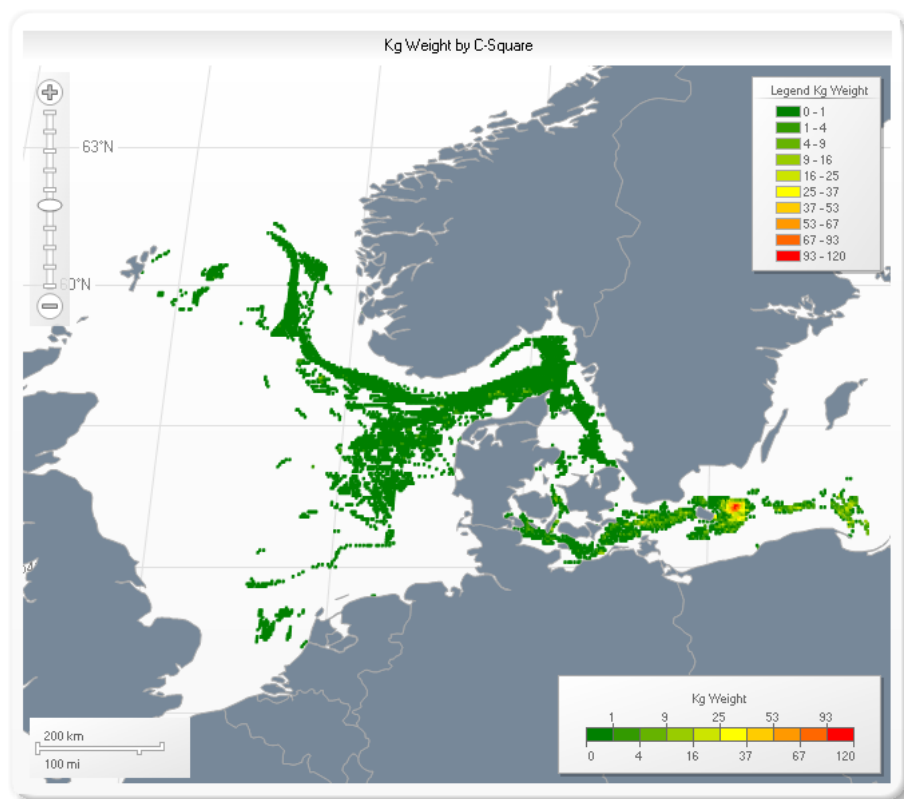 Kg Weight by C-Square
Legend Kg Weight
0 - 1
1 - 4
4 - 9
9 - 16
16 - 25
25 - 37
37 - 53
53 - 67
67 - 93
93 - 120
63°N
0°N
Kg Weight
1 9 25 53 93
0 4 16 37 67 120
200 km
100 mi